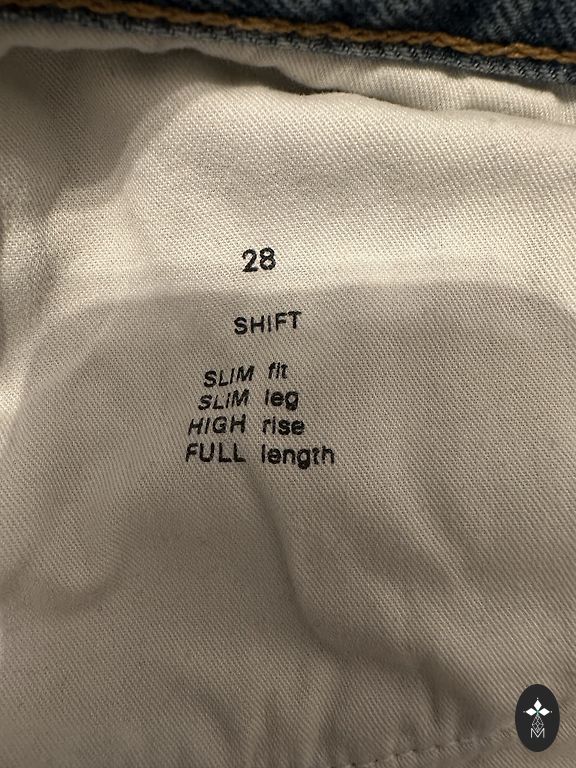 28
SHIFT
SLIM fit
SLIM leg
HIGH rise
FULL length
M